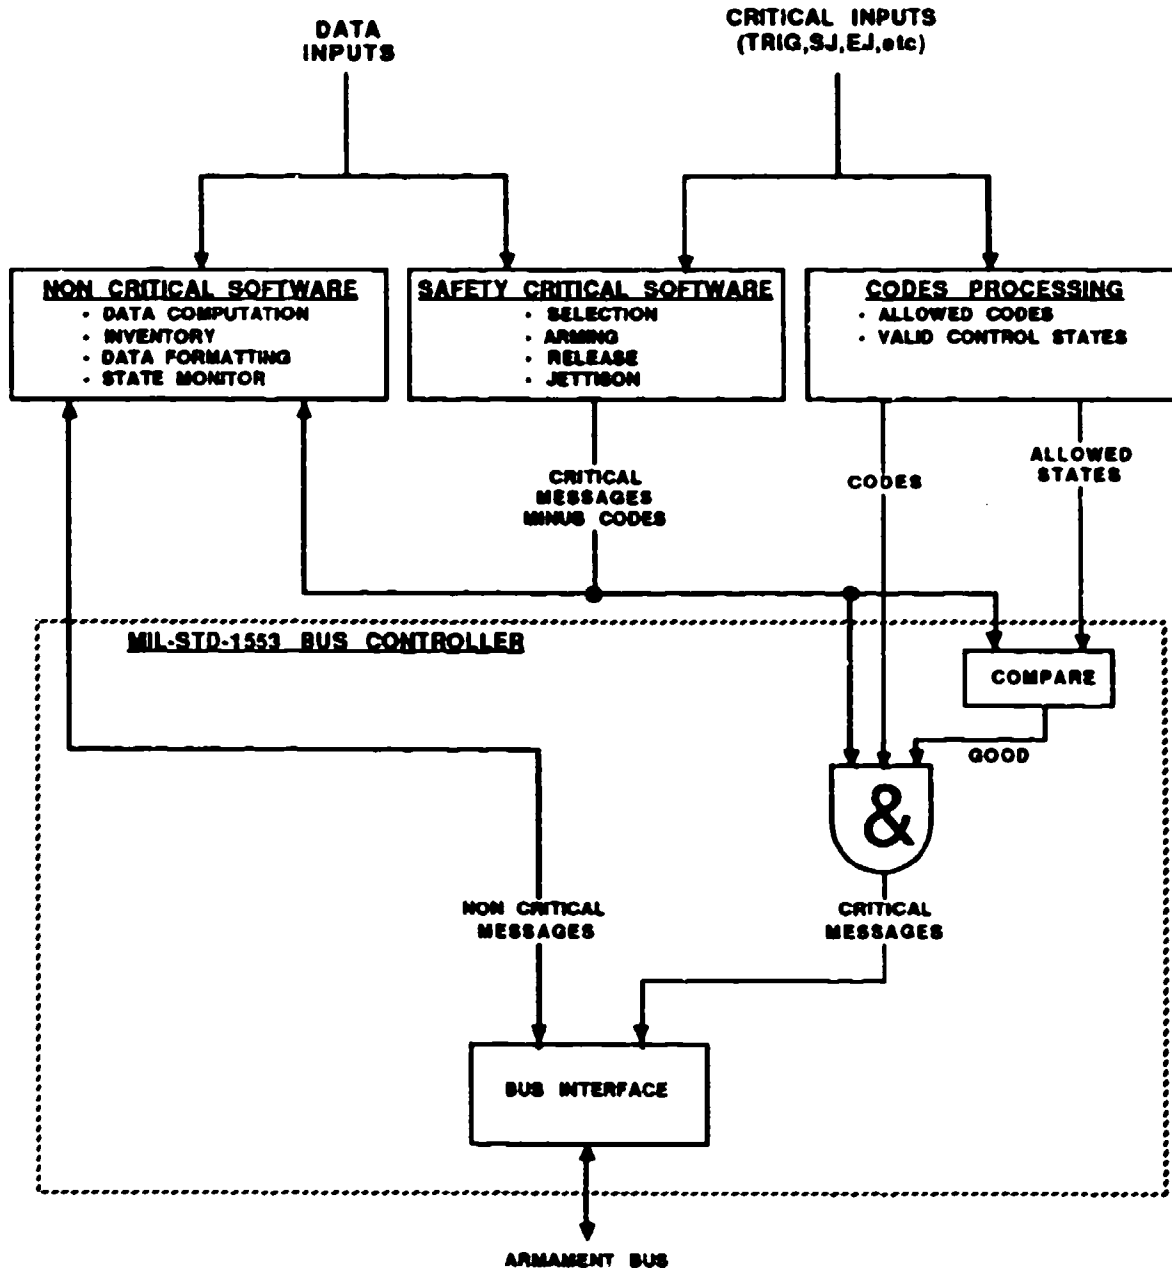 DATA
INPUTS
CRITICAL INPUTS
(TRIG,SJ,EJ,etc)
NON CRITICAL SOFTWARE
• DATA COMPUTATION
• INVENTORY
• DATA FORMATTING
• STATE MONITOR
SAFETY CRITICAL SOFTWARE
• SELECTION
• ARMING
• RELEASE
• JETTISON
CODES PROCESSING
• ALLOWED CODES
• VALID CONTROL STATES
CRITICAL
MESSAGES
MINUS CODES
CODES
ALLOWED
STATES
MIL-STD-1553 BUS CONTROLLER
COMPARE
GOOD
&
NON CRITICAL
MESSAGES
CRITICAL
MESSAGES
BUS INTERFACE
ARMAMENT BUS